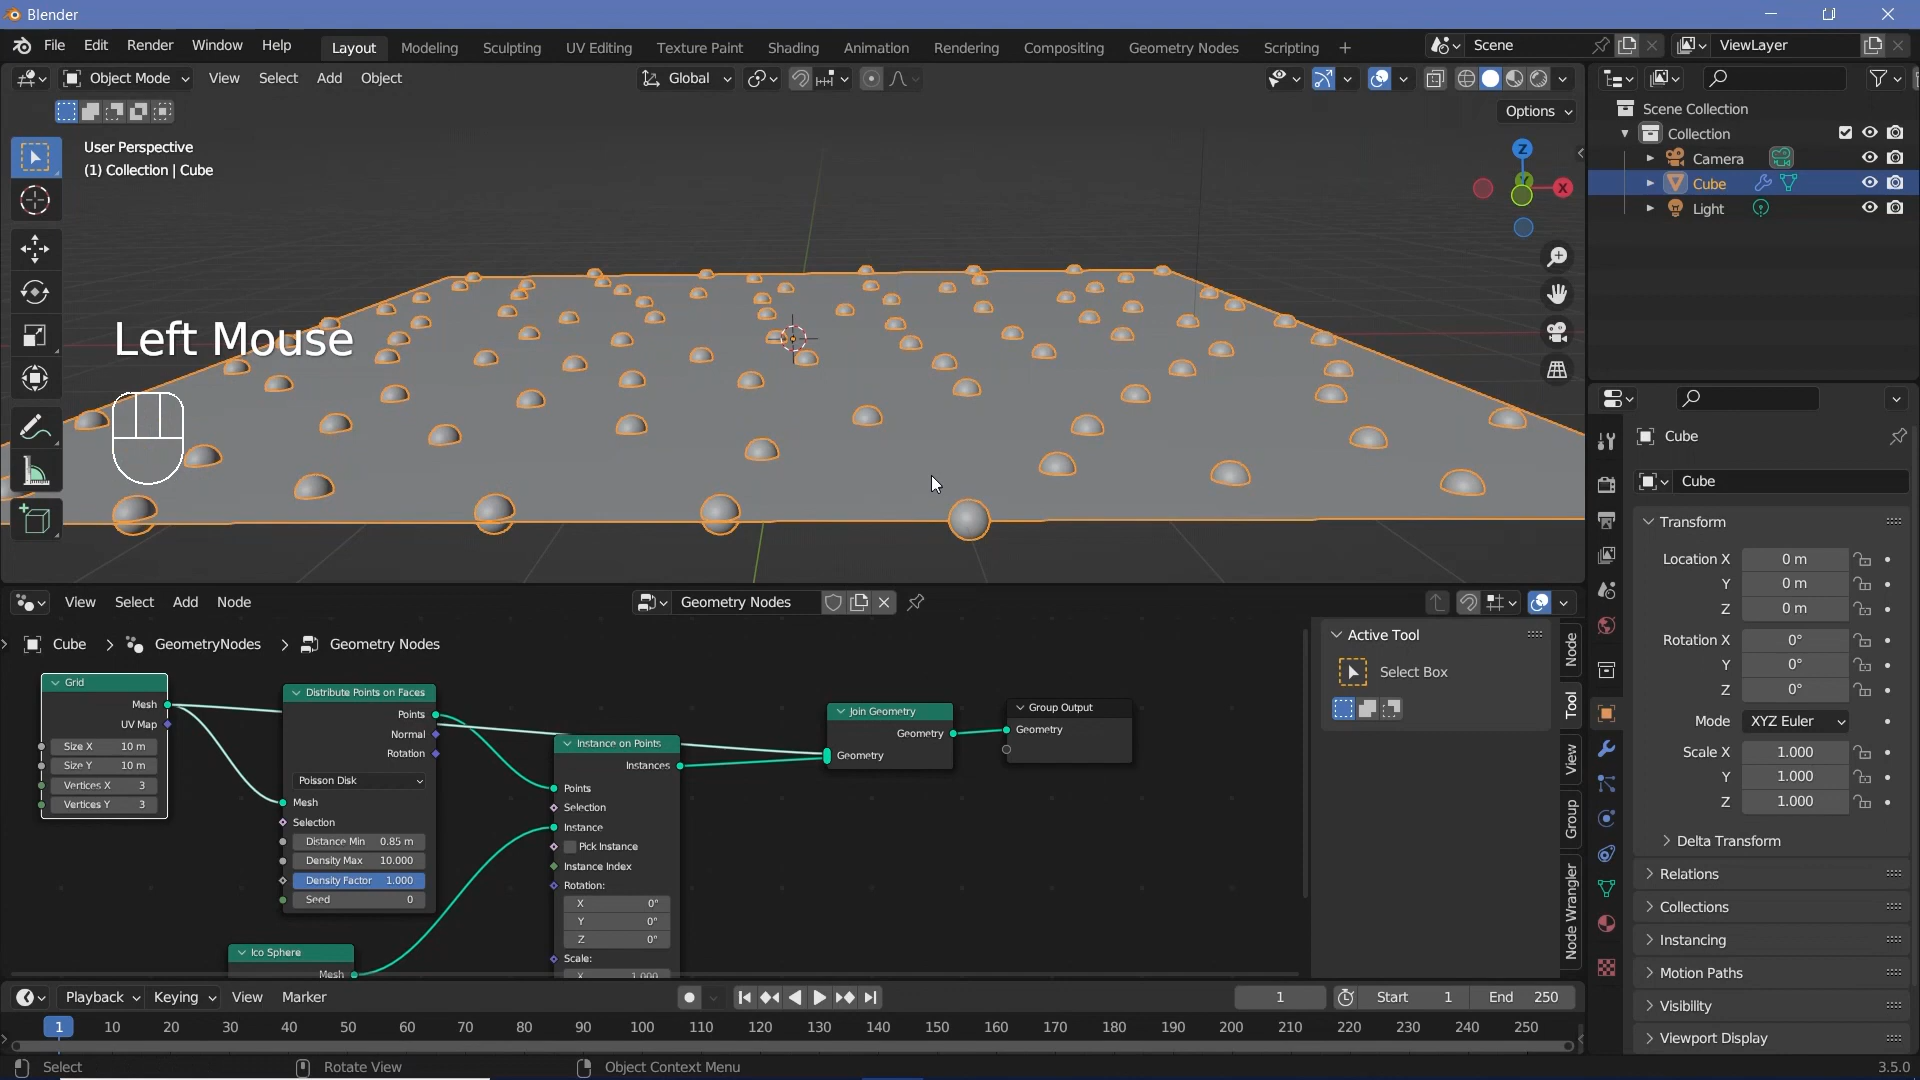 Blender
File Edit Render Window Help
Layout Modeling Sculpting UV Editing Texture Paint Shading Animation Rendering Compositing Geometry Nodes Scripting
Scene
ViewLayer
Object Mode View Select Add Object
Global
Options
User Perspective
(1) Collection | Cube
Z
X
Left Mouse
Scene Collection
Collection
Camera
Cube
Light
Cube
Cube
Transform
Location X 0 m
Y 0 m
Z 0 m
Rotation X 0°
Y 0°
Z 0°
Mode XYZ Euler
Scale X 1.000
Y 1.000
Z 1.000
Delta Transform
Relations
Collections
Instancing
Motion Paths
Visibility
Viewport Display
View Select Add Node
Geometry Nodes
Cube > GeometryNodes > Geometry Nodes
Grid
Mesh
UV Map
Size X 10 m
Size Y 10 m
Vertices X 3
Vertices Y 3
Distribute Points on Faces
Points
Normal
Rotation
Poisson Disk
Mesh
Selection
Distance Min 0.85 m
Density Max 10.000
Density Factor 1.000
Seed 0
Ico Sphere
Mesh
Instance on Points
Instances
Points
Selection
Instance
Pick Instance
Instance Index
Rotation:
X 0°
Y 0°
Z 0°
Scale:
X 1.000
Join Geometry
Geometry
Geometry
Group Output
Geometry
Active Tool
Select Box
Node
Tool
View
Group
Node Wrangler
Playback Keying View Marker
1
Start 1
End 250
1 10 20 30 40 50 60 70 80 90 100 110 120 130 140 150 160 170 180 190 200 210 220 230 240 250
Select
Rotate View
Object Context Menu
3.5.0